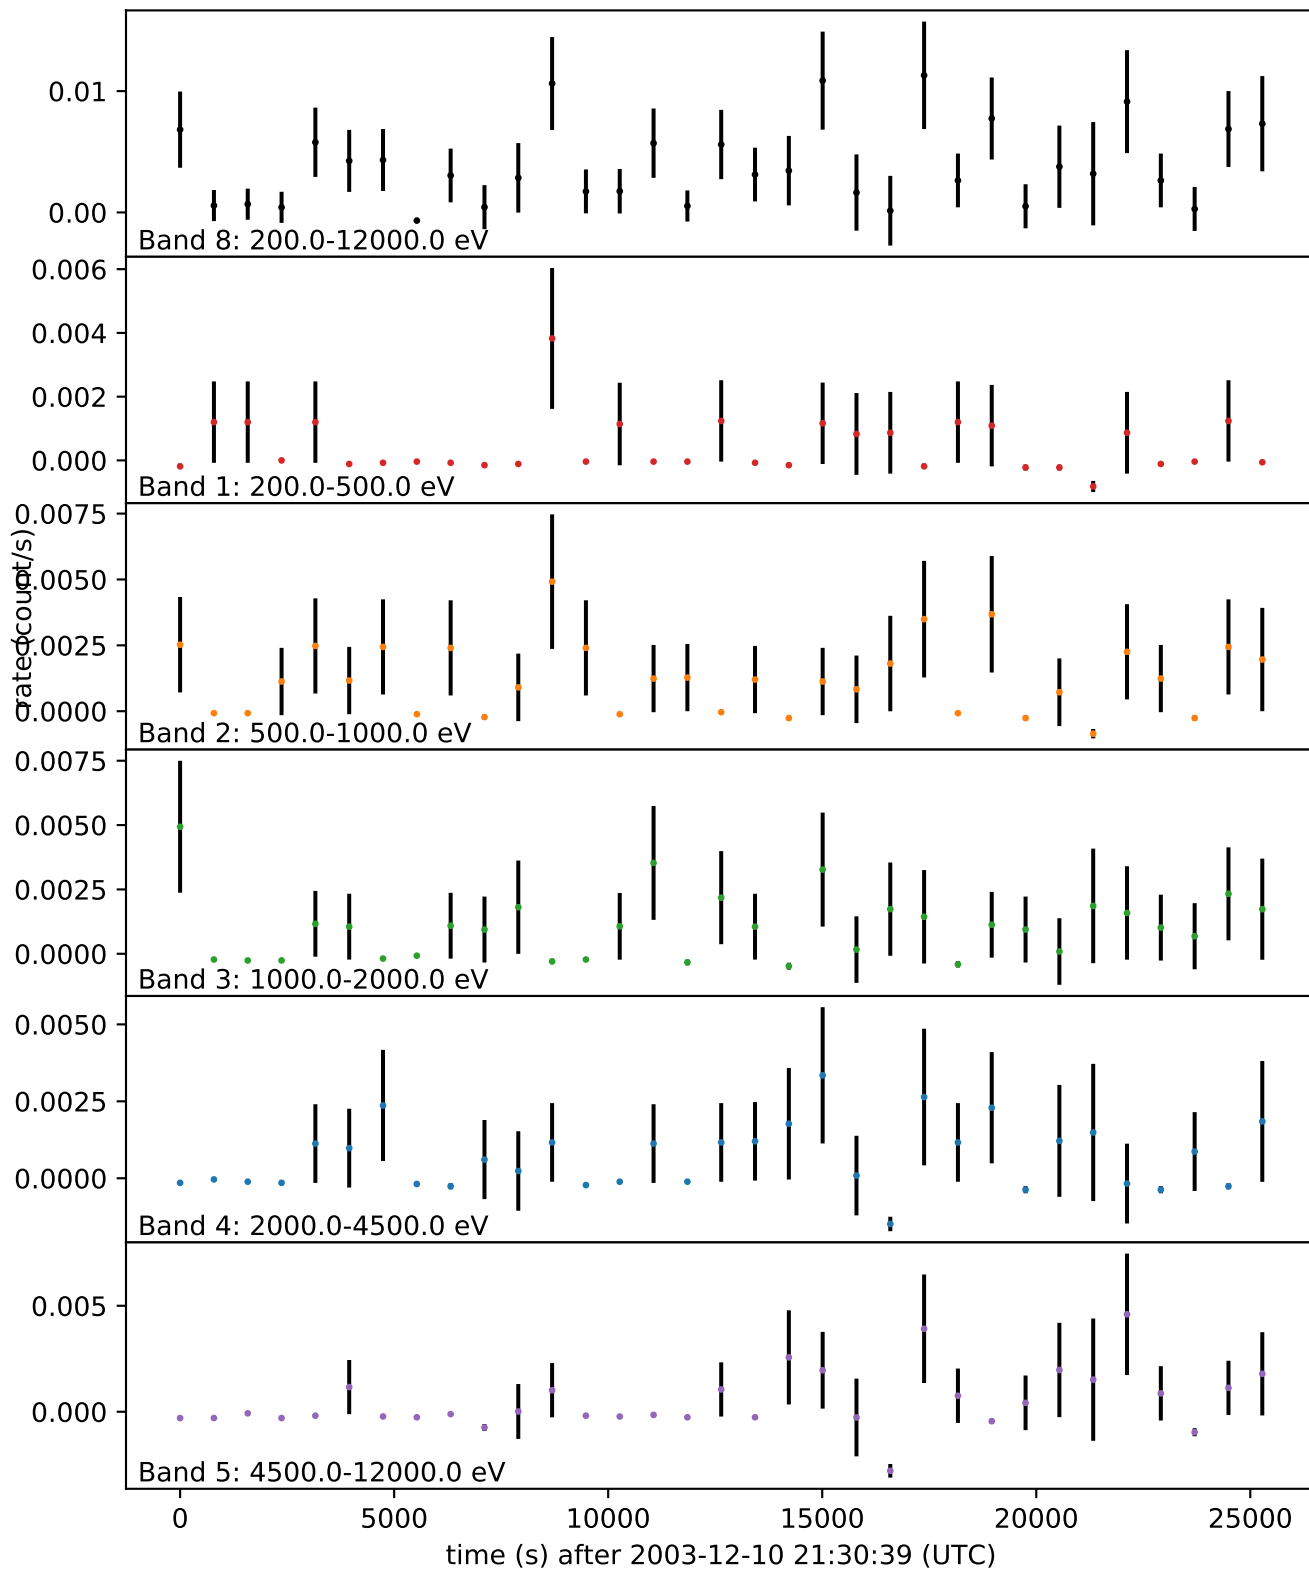 0.01
0.00
Band 8: 200.0-12000.0 eV
0.006
0.004
0.002
0.000
Band 1: 200.0-500.0 eV
rate (count/s)
0.0075
0.0050
0.0025
0.0000
Band 2: 500.0-1000.0 eV
0.0075
0.0050
0.0025
0.0000
Band 3: 1000.0-2000.0 eV
0.0050
0.0025
0.0000
Band 4: 2000.0-4500.0 eV
0.005
0.000
Band 5: 4500.0-12000.0 eV
0 5000 10000 15000 20000 25000
time (s) after 2003-12-10 21:30:39 (UTC)